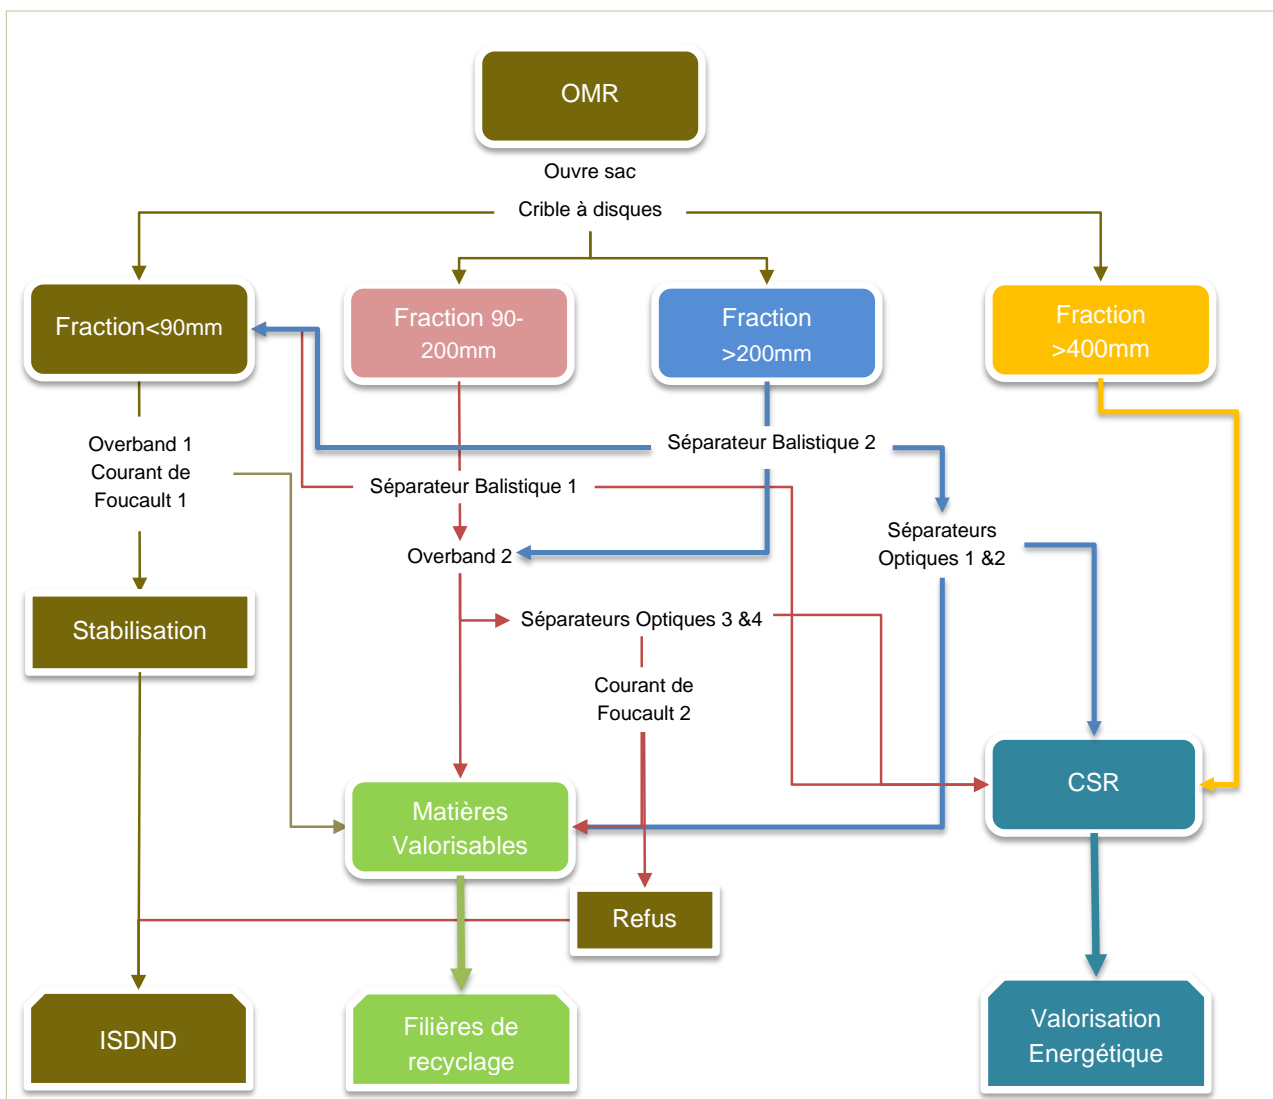 OMR
Ouvre sac
Crible à disques
Fraction<90mm
Fraction 90-
200mm
Fraction
>200mm
Fraction
>400mm
Overband 1
Courant de
Foucault 1
Séparateur Balistique 2
Séparateur Balistique 1
Overband 2
Séparateurs
Optiques 1 &2
Stabilisation
Séparateurs Optiques 3 &4
Courant de
Foucault 2
CSR
Matières
Valorisables
Refus
ISDND
Filières de
recyclage
Valorisation
Energétique